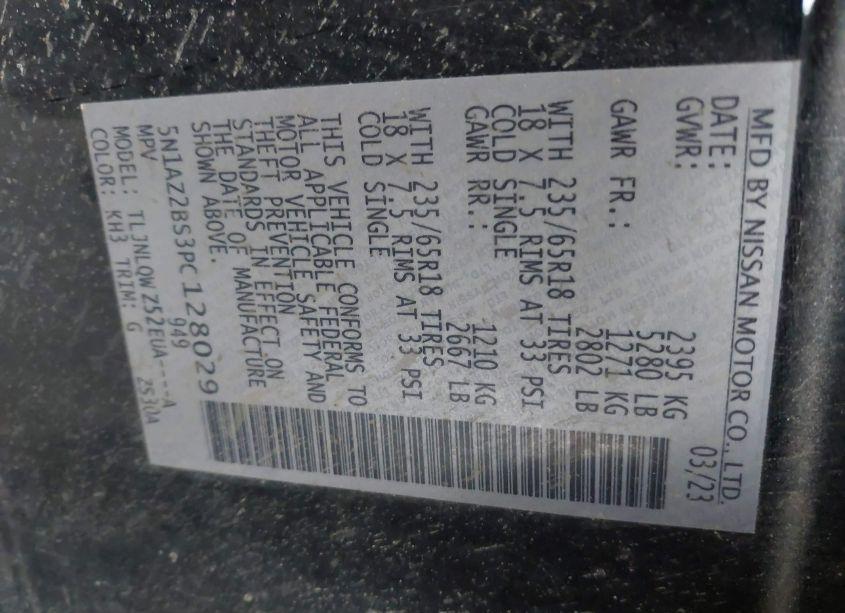 MFD BY NISSAN MOTOR CO., LTD.
DATE: 03/23
GVWR: 2395 KG
5280 LB
GAWR FR.: 1271 KG
2802 LB
WITH 235/65R18 TIRES
18 X 7.5 RIMS AT 33 PSI
COLD SINGLE
GAWR RR.: 1210 KG
2667 LB
WITH 235/65R18 TIRES
18 X 7.5 RIMS AT 33 PSI
COLD SINGLE
THIS VEHICLE CONFORMS TO
ALL APPLICABLE FEDERAL
MOTOR VEHICLE SAFETY AND
THEFT PREVENTION
STANDARDS IN EFFECT ON
THE DATE OF MANUFACTURE
SHOWN ABOVE.
5N1AZ2BS3PC128029
MPV 949
MODEL: TLJNLQWZ52EUA----A
COLOR: KH3 TRIM: G 2530A